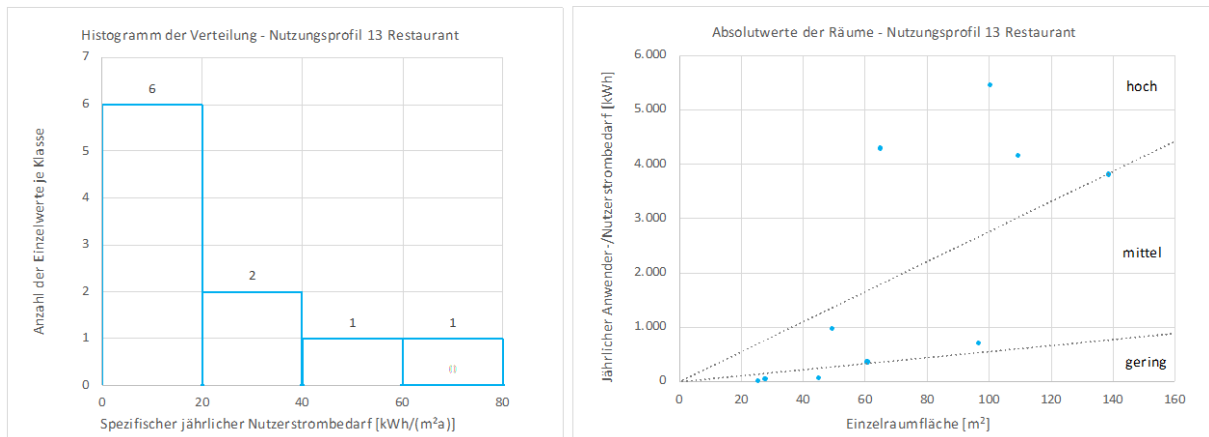 Histogramm der Verteilung - Nutzungsprofil 13 Restaurant
Anzahl der Einzelwerte je Klasse
7
6
5
4
3
2
1
0
6
2
1
1
0 20 40 60 80
Spezifischer jährlicher Nutzerstrombedarf [kWh/(m²a)]
Absolutwerte der Räume - Nutzungsprofil 13 Restaurant
Jährlicher Anwender-/Nutzerstrombedarf [kWh]
6.000
5.000
4.000
3.000
2.000
1.000
0
hoch
mittel
gering
0 20 40 60 80 100 120 140 160
Einzelraumfläche [m²]